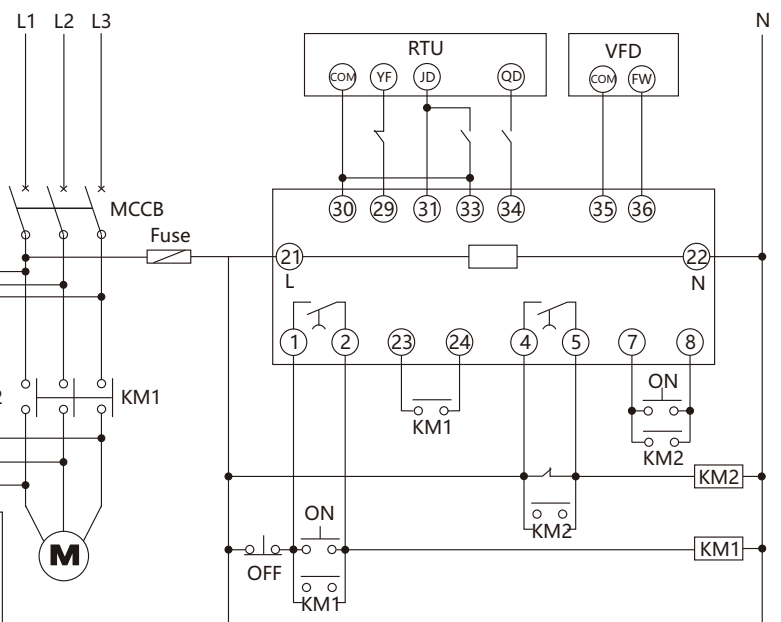 L1 L2 L3 N
RTU VFD
COM YF JD QD COM FW
MCCB
30 29 31 33 34 35 36
Fuse
21 22
L N
1 2 23 24 4 5 7 8
2 KM1
ON
KM1
KM2
KM2
ON
KM2
KM1
M
OFF
KM1